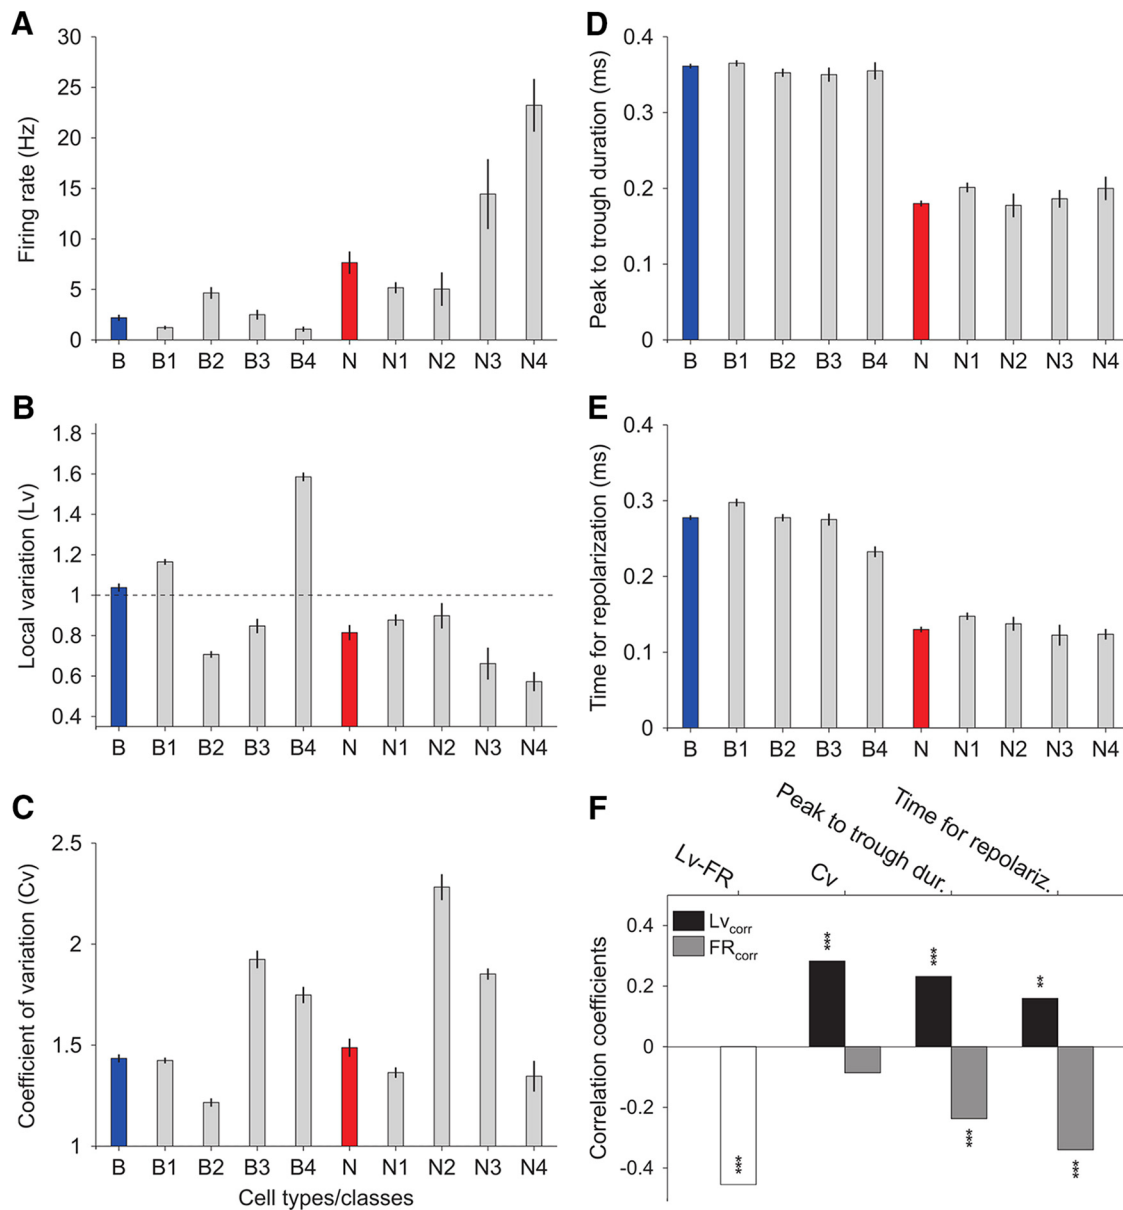 A
Firing rate (Hz)
30
25
20
15
10
5
0
B B1 B2 B3 B4 N N1 N2 N3 N4
B
Local variation (Lv)
1.8
1.6
1.4
1.2
1
0.8
0.6
0.4
B B1 B2 B3 B4 N N1 N2 N3 N4
C
Coefficient of variation (Cv)
2.5
2
1.5
1
B B1 B2 B3 B4 N N1 N2 N3 N4
Cell types/classes
D
Peak to trough duration (ms)
0.4
0.3
0.2
0.1
0
B B1 B2 B3 B4 N N1 N2 N3 N4
E
Time for repolarization (ms)
0.4
0.3
0.2
0.1
0
B B1 B2 B3 B4 N N1 N2 N3 N4
F
Lv-FR
Cv
Peak to trough dur.
Time for repolariz.
Correlation coefficients
0.4
0.2
0
-0.2
-0.4
Lvcorr
FRcorr
***
***
***
***
**
***